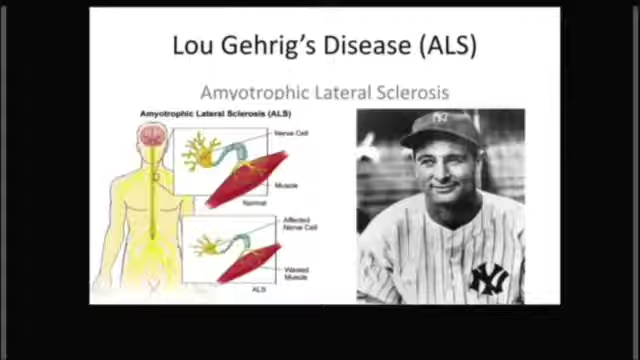 Lou Gehrig's Disease (ALS)
Amyotrophic Lateral Sclerosis
Amyotrophic Lateral Sclerosis (ALS)
Nerve Cell
Muscle
Normal
Affected
Nerve Cell
Wasted
Muscle
ALS
NY
NY